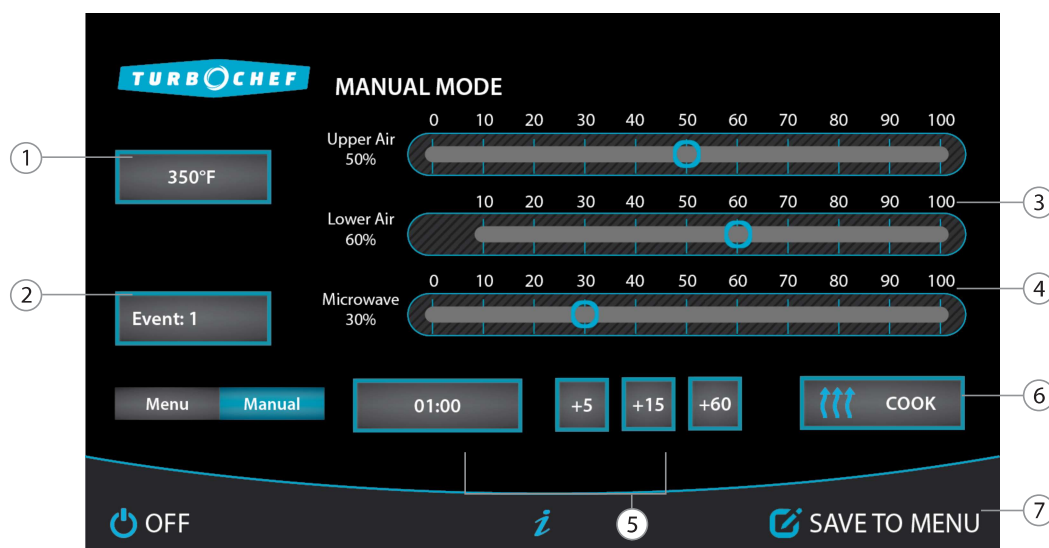 TURBOCHEF
MANUAL MODE
0 10 20 30 40 50 60 70 80 90 100
Upper Air
50%
1
350°F
10 20 30 40 50 60 70 80 90 100
3
Lower Air
60%
2
0 10 20 30 40 50 60 70 80 90 100
4
Microwave
30%
Event: 1
Menu Manual
01:00
+5 +15 +60
COOK
6
OFF
i
5
SAVE TO MENU
7